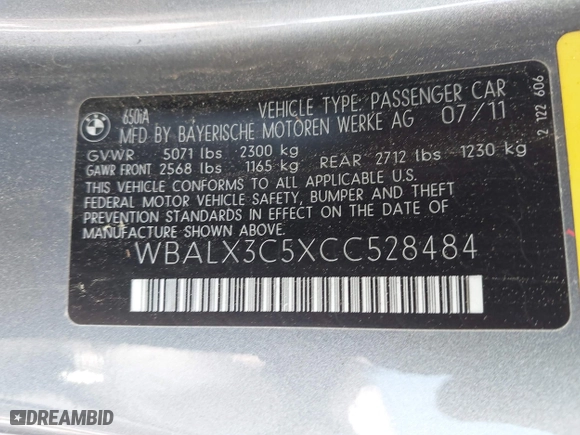 BMW
650iA VEHICLE TYPE: PASSENGER CAR
MFD BY BAYERISCHE MOTOREN WERKE AG 07/11
GVWR 5071 lbs 2300 kg
GAWR FRONT 2568 lbs 1165 kg REAR 2712 lbs 1230 kg
THIS VEHICLE CONFORMS TO ALL APPLICABLE U.S.
FEDERAL MOTOR VEHICLE SAFETY, BUMPER AND THEFT
PREVENTION STANDARDS IN EFFECT ON THE DATE OF
MANUFACTURE SHOWN ABOVE.
WBALX3C5XCC528484
2 122 606
DREAMBID